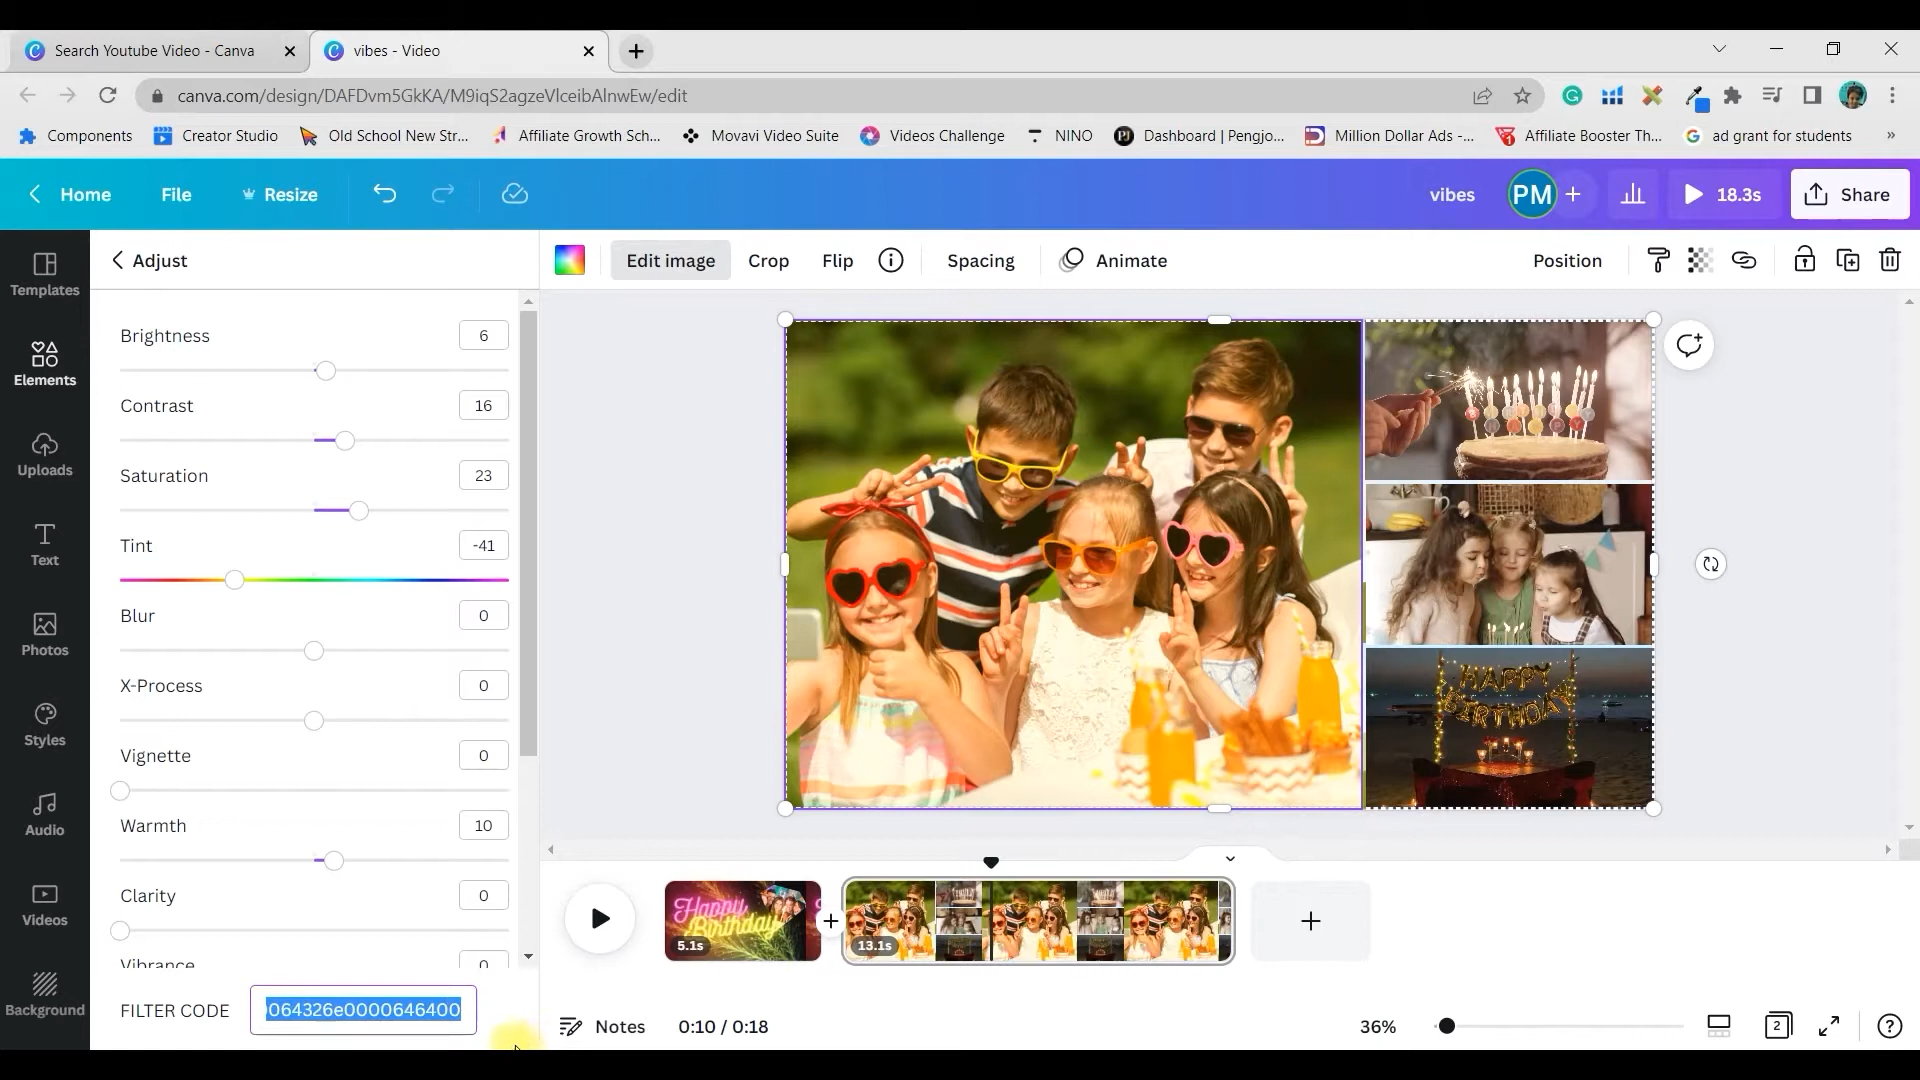 Search Youtube Video - Canva
vibes - Video
canva.com/design/DAFDvm5GkKA/M9iqS2agzeVlceibAlnwEw/edit
Components
Creator Studio
Old School New Str...
Affiliate Growth Sch...
Movavi Video Suite
Videos Challenge
NINO
Dashboard | Pengjo...
Million Dollar Ads -...
Affiliate Booster Th...
ad grant for students
»
Home
File
Resize
vibes
PM
18.3s
Share
Templates
Elements
Uploads
Text
Photos
Styles
Audio
Videos
Background
Adjust
Brightness
6
Contrast
16
Saturation
23
Tint
-41
Blur
0
X-Process
0
Vignette
0
Warmth
10
Clarity
0
Vibrance
0
FILTER CODE
064326e0000646400
Edit image
Crop
Flip
Spacing
Animate
Position
HAPPY
BIRTHDAY
Happy
Birthday
5.1s
13.1s
Notes
0:10 / 0:18
36%
2